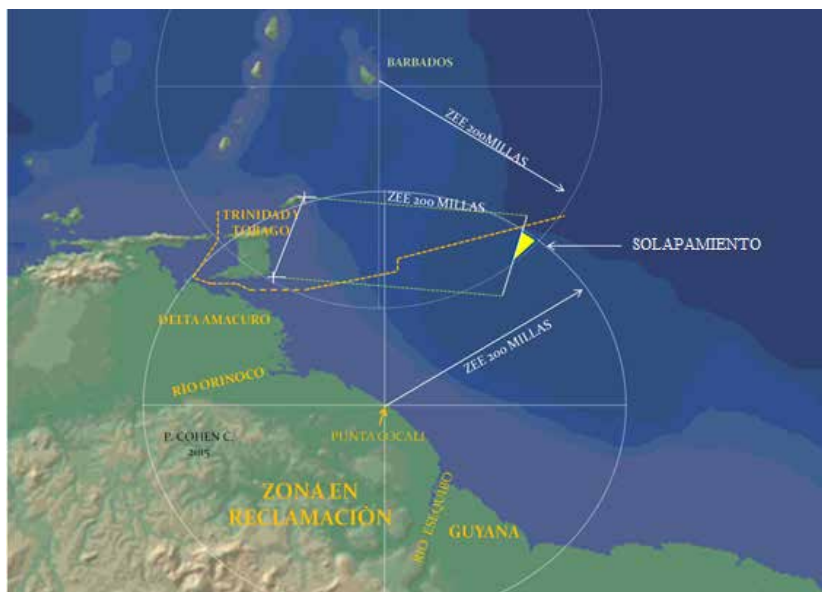 BARBADOS
ZEE 200MILLAS
ZEE 200 MILLAS
TRINIDAD Y
TOBAGO
SOLAPAMIENTO
DELTA AMACURO
ZEE 200 MILLAS
RÍO ORINOCO
P. COHEN C.
2015
PUNTA COCALI
ZONA EN
RECLAMACIÒN
RÍO ESEQUIBO
GUYANA